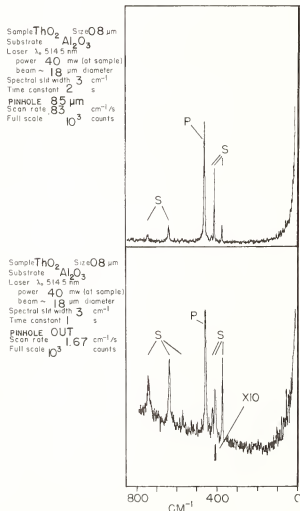 Sample ThO2 Size 0.8 µm
Substrate Al2O3
Laser λ, 514.5 nm
power 40 mw (at sample)
beam ~ 18 µm diameter
Spectral slit width 3 cm-1
Time constant 2 s
PINHOLE 85 µm
Scan rate .83 cm-1/s
Full scale 10³ counts
P
S
S
Sample ThO2 Size 0.8 µm
Substrate Al2O3
Laser λ, 514.5 nm
power 40 mw (at sample)
beam ~ 18 µm diameter
Spectral slit width 3 cm-1
Time constant 1 s
PINHOLE OUT
Scan rate 1.67 cm-1/s
Full scale 10³ counts
P
S
S
X10
800 400 0
CM-1